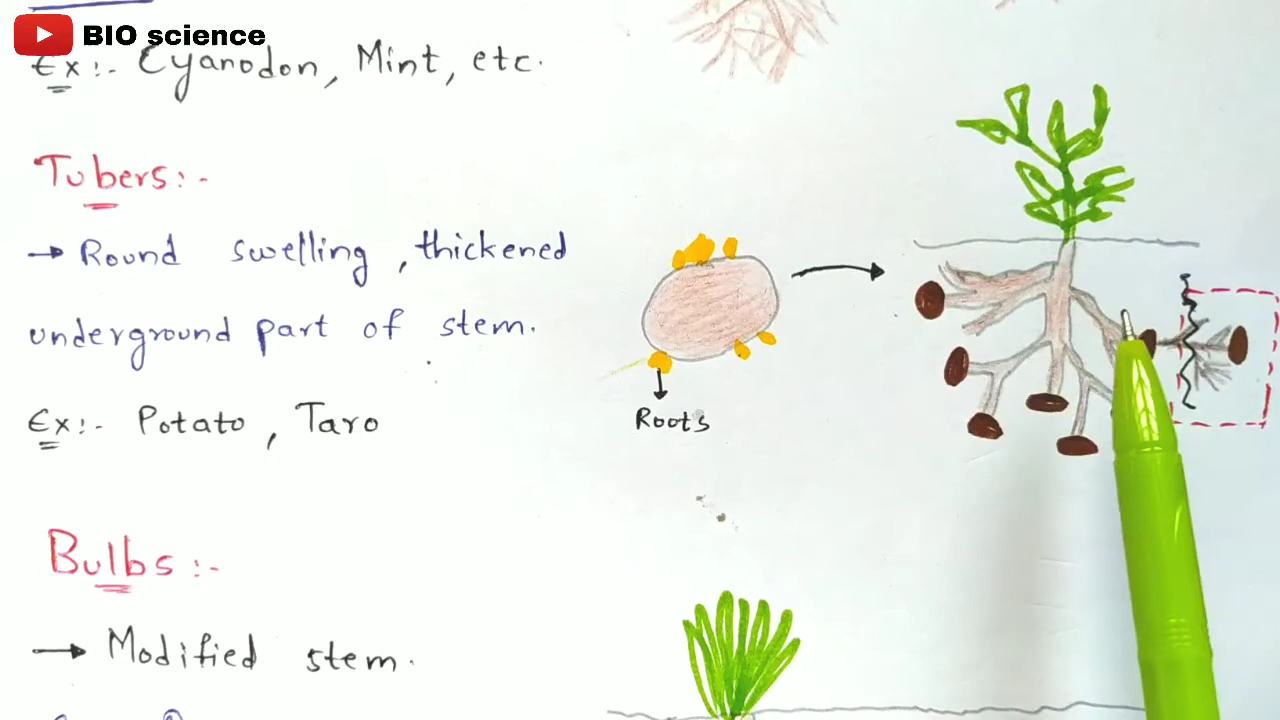 BIO science
Ex:- Cyanodon, Mint, etc.
Tubers:-
→ Round swelling, thickened
underground part of stem.
Ex:- Potato, Taro
Roots
Bulbs:-
→ Modified stem.